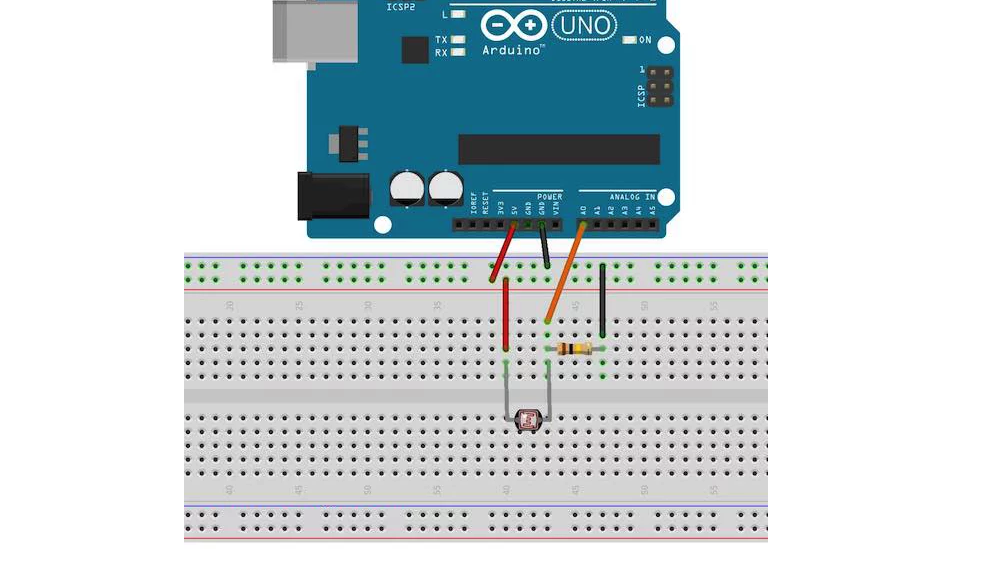 ICSP2
L
TX
RX
UNO
ON
Arduino™
1
ICSP
POWER
ANALOG IN
IOREF
RESET
3V3
5V
GND
GND
VIN
A0
A1
A2
A3
A4
A5
20 25 30 35 45 50 55
40 45 50 35 40 45 50 55